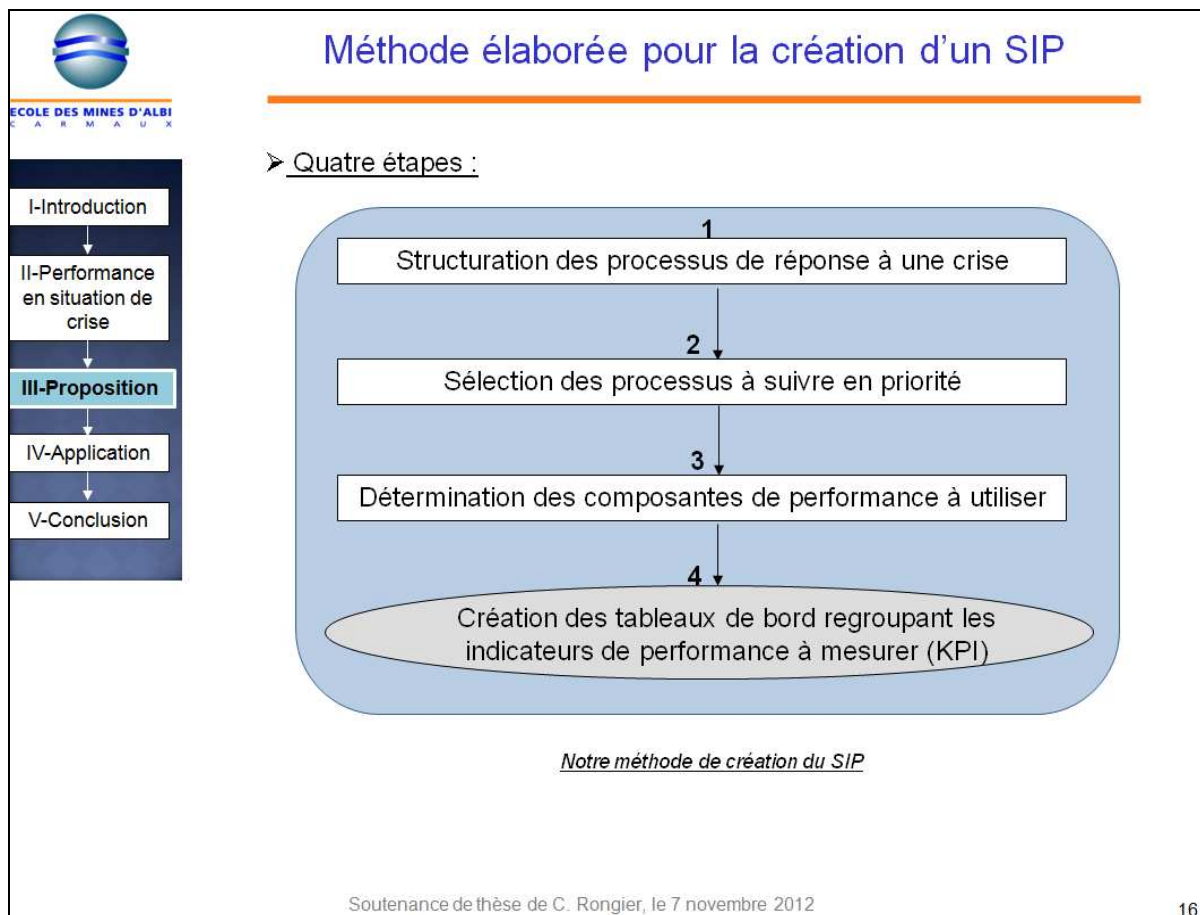 ECOLE DES MINES D'ALBI
C A R M A U X
Méthode élaborée pour la création d'un SIP
I-Introduction
II-Performance
en situation de
crise
III-Proposition
IV-Application
V-Conclusion
➢ Quatre étapes :
1
Structuration des processus de réponse à une crise
2
Sélection des processus à suivre en priorité
3
Détermination des composantes de performance à utiliser
4
Création des tableaux de bord regroupant les
indicateurs de performance à mesurer (KPI)
Notre méthode de création du SIP
Soutenance de thèse de C. Rongier, le 7 novembre 2012
16